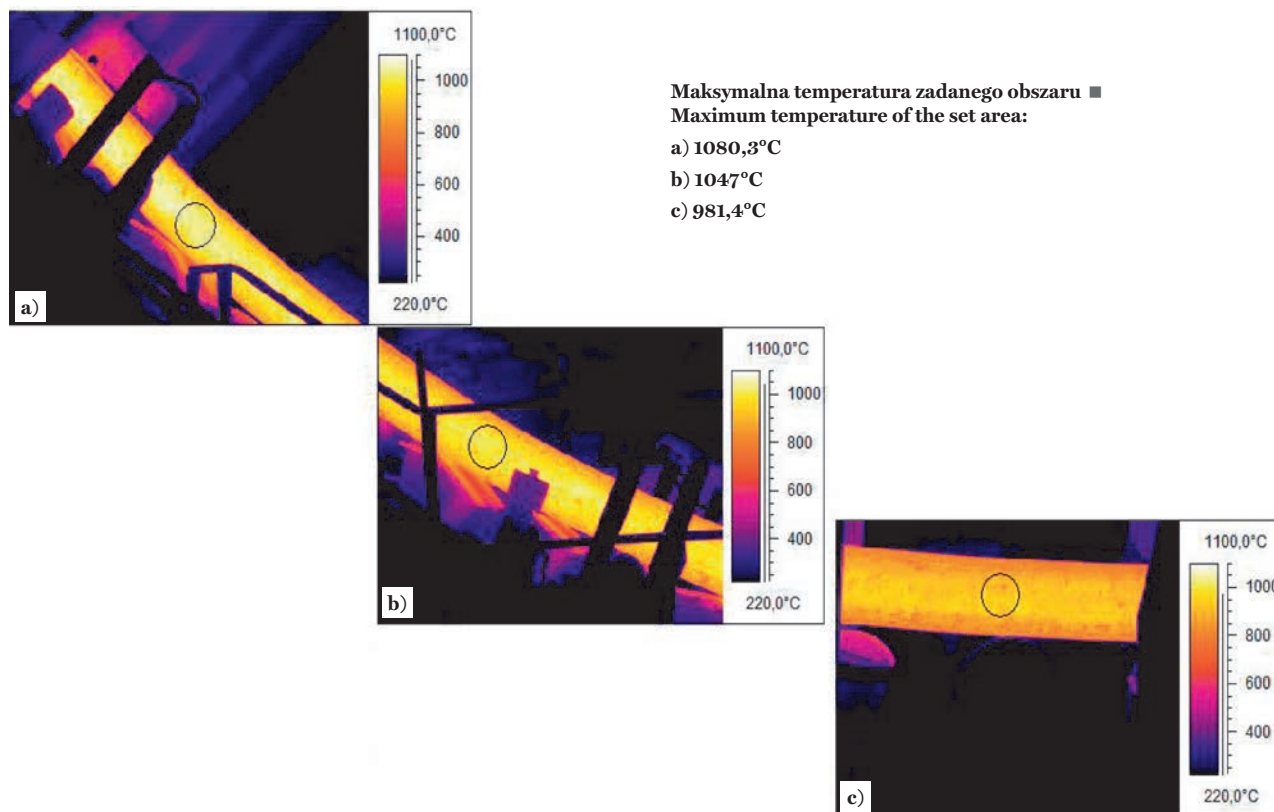 1100,0°C
1000
800
600
400
220,0°C
a)
Maksymalna temperatura zadanego obszaru ■
Maximum temperature of the set area:
a) 1080,3°C
b) 1047°C
c) 981,4°C
1100,0°C
1000
800
600
400
220,0°C
b)
1100,0°C
1000
800
600
400
220,0°C
c)